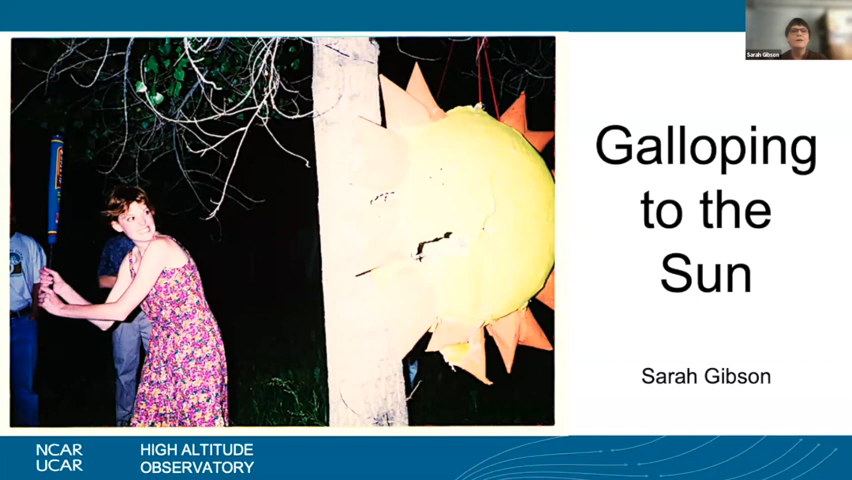 Sarah Gibson
Galloping
to the
Sun
Sarah Gibson
NCAR
UCAR
HIGH ALTITUDE
OBSERVATORY